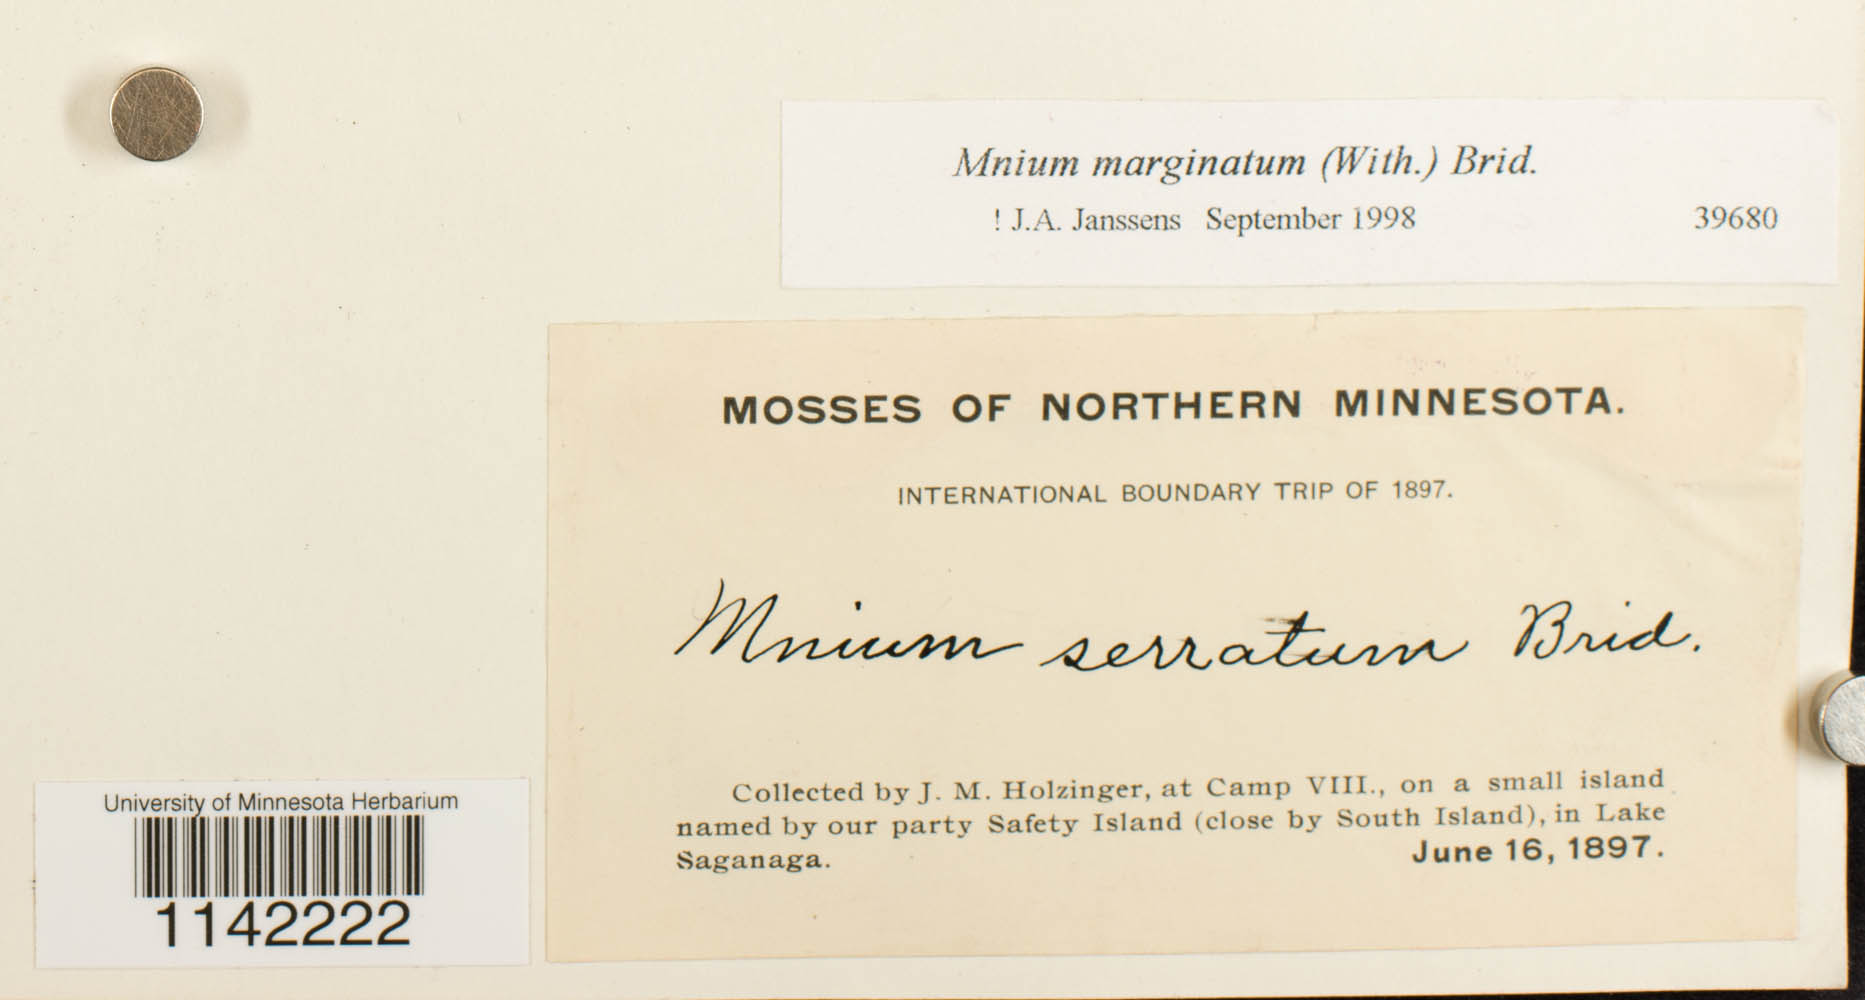 Mnium marginatum (With.) Brid.
! J.A. Janssens September 1998 39680
MOSSES OF NORTHERN MINNESOTA.
INTERNATIONAL BOUNDARY TRIP OF 1897.
Mnium serratum Brid.
Collected by J. M. Holzinger, at Camp VIII., on a small island
named by our party Safety Island (close by South Island), in Lake
Saganaga. June 16, 1897.
University of Minnesota Herbarium
1142222